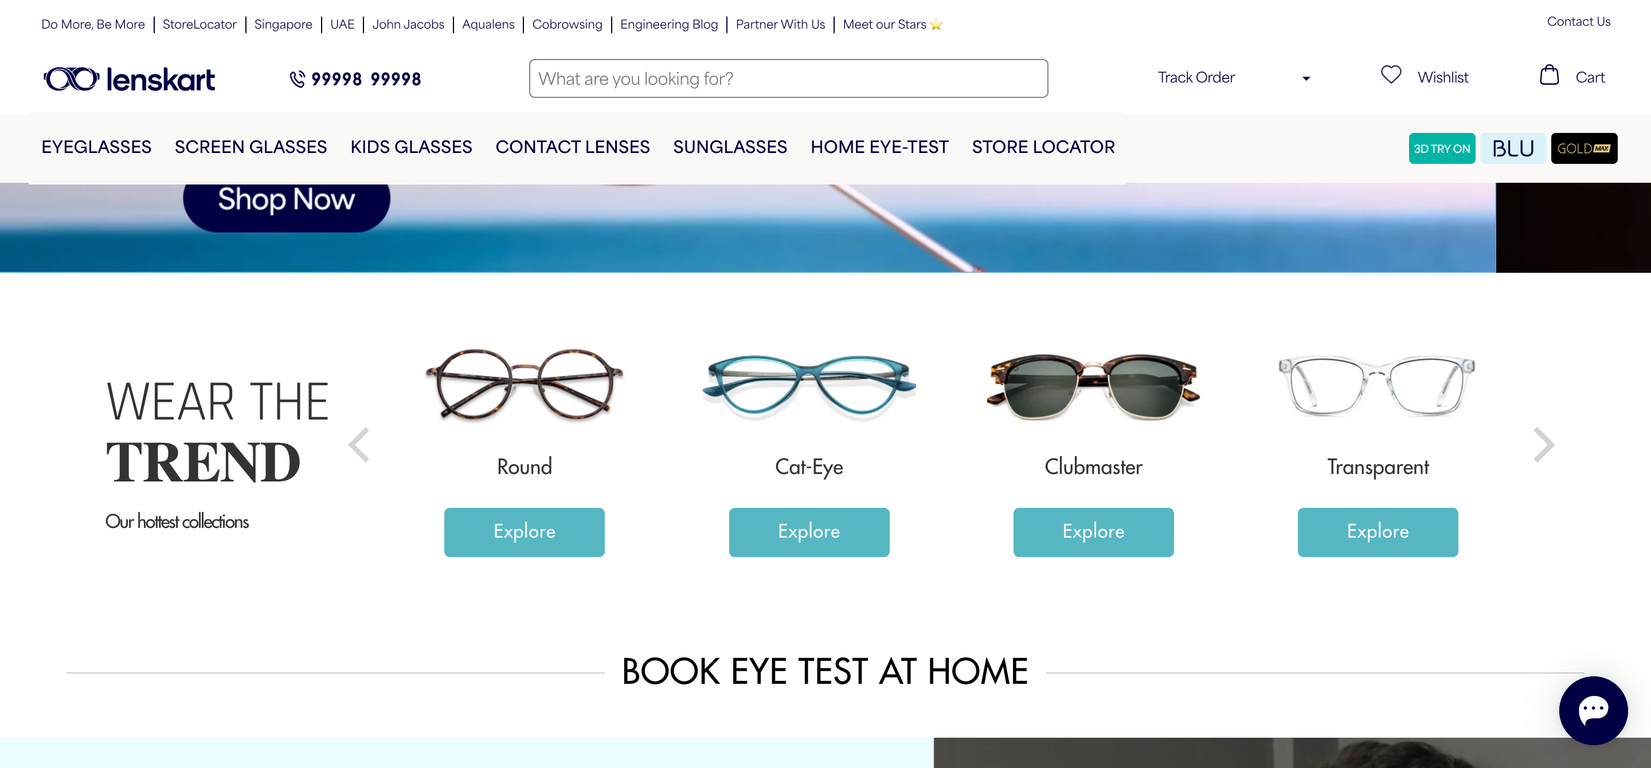 Do More, Be More | StoreLocator | Singapore | UAE | John Jacobs | Aqualens | Cobrowsing | Engineering Blog | Partner With Us | Meet our Stars ⭐
Contact Us
lenskart
99998 99998
What are you looking for?
Track Order
Wishlist
Cart
EYEGLASSES SCREEN GLASSES KIDS GLASSES CONTACT LENSES SUNGLASSES HOME EYE-TEST STORE LOCATOR
3D TRY ON
BLU
GOLD MAX
Shop Now
WEAR THE
TREND
Our hottest collections
Round
Explore
Cat-Eye
Explore
Clubmaster
Explore
Transparent
Explore
BOOK EYE TEST AT HOME